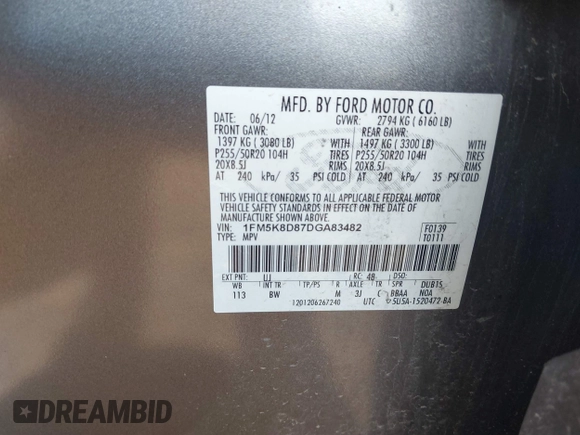 MFD. BY FORD MOTOR CO.
DATE: 06/12 GVWR: 2794 KG ( 6160 LB)
FRONT GAWR: REAR GAWR:
1397 KG ( 3080 LB) 1497 KG ( 3300 LB)
P255/50R20 104H TIRES P255/50R20 104H TIRES
20X8.5J RIMS 20X8.5J RIMS
AT 240 kPa/ 35 PSI COLD AT 240 kPa/ 35 PSI COLD
THIS VEHICLE CONFORMS TO ALL APPLICABLE FEDERAL MOTOR
VEHICLE SAFETY STANDARDS IN EFFECT ON THE DATE OF MANUFACTURE
SHOWN ABOVE.
VIN: 1FM5K8D87DGA83482 F0139
TYPE: MPV T0111
EXT PNT: UJ RC: 48 DSO:
WB INT TR TP/PS R AXLE TR SPR DUB15
113 BW M 3J C BBAA NOA
1201206267240 UTC 5U5A-1520472-BA
DREAMBID